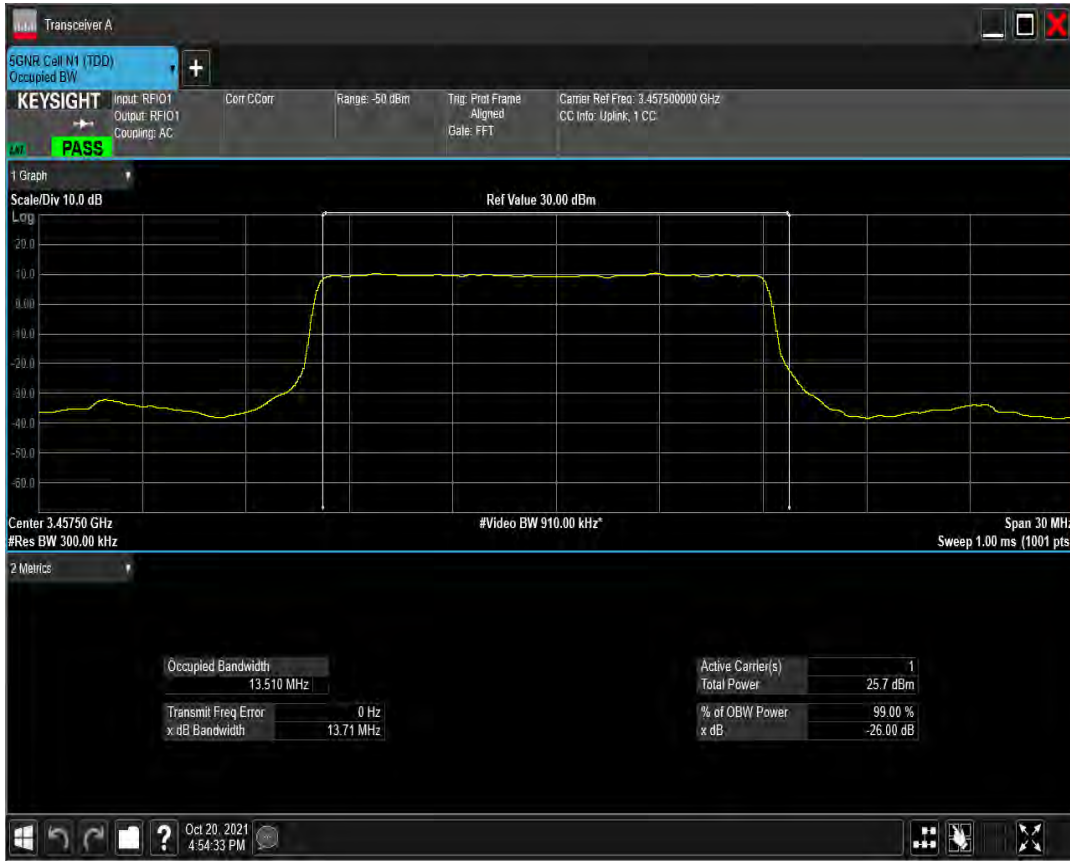 Transceiver A
5GNR Cell N1 (TDD)
Occupied BW
KEYSIGHT
Input: RFIO1
Output: RFIO1
Coupling: AC
Corr CCorr
Range: -50 dBm
Trig: Prot Frame
Aligned
Gate: FFT
Carrier Ref Freq: 3.457500000 GHz
CC Info: Uplink, 1 CC
PASS
1 Graph
Scale/Div 10.0 dB
Ref Value 30.00 dBm
Log
20.0
10.0
0.00
-10.0
-20.0
-30.0
-40.0
-50.0
-60.0
Center 3.45750 GHz
#Video BW 910.00 kHz*
Span 30 MHz
#Res BW 300.00 kHz
Sweep 1.00 ms (1001 pts
2 Metrics
Occupied Bandwidth
13.510 MHz
Transmit Freq Error 0 Hz
x dB Bandwidth 13.71 MHz
Active Carrier(s) 1
Total Power 25.7 dBm
% of OBW Power 99.00 %
x dB -26.00 dB
Oct 20, 2021
4:54:33 PM